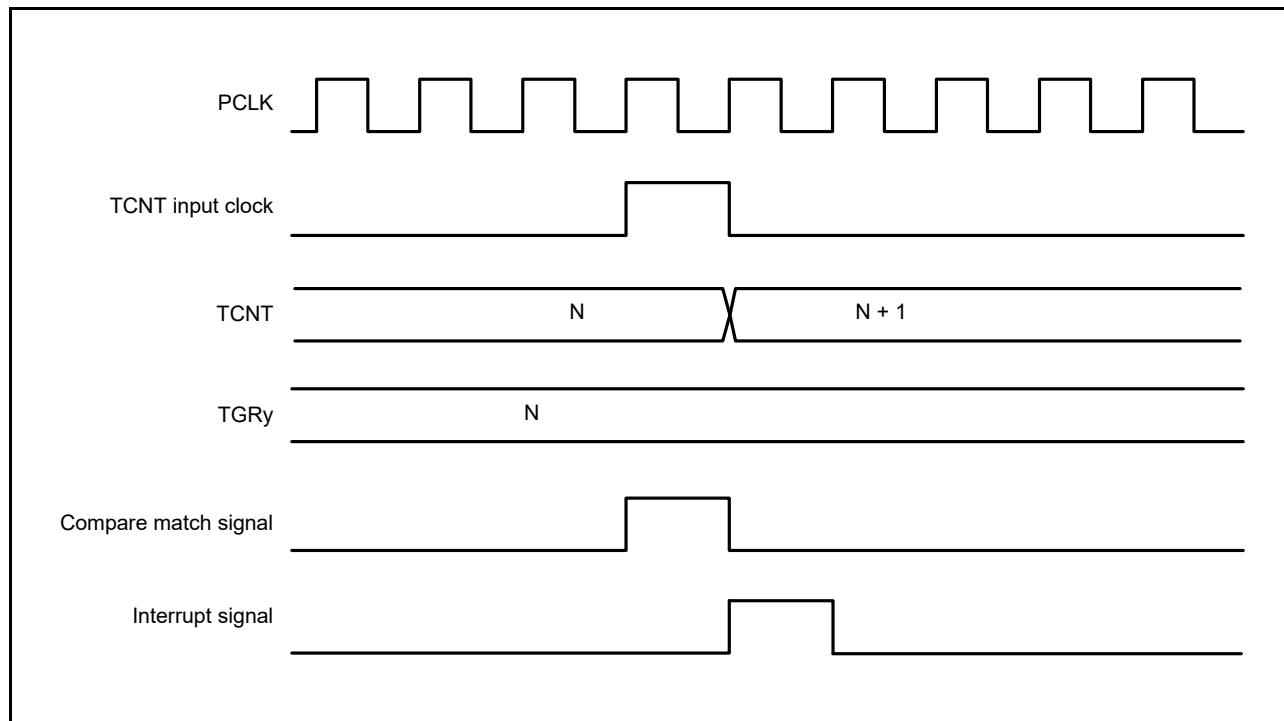 PCLK
TCNT input clock
TCNT
N
N + 1
TGRy
N
Compare match signal
Interrupt signal